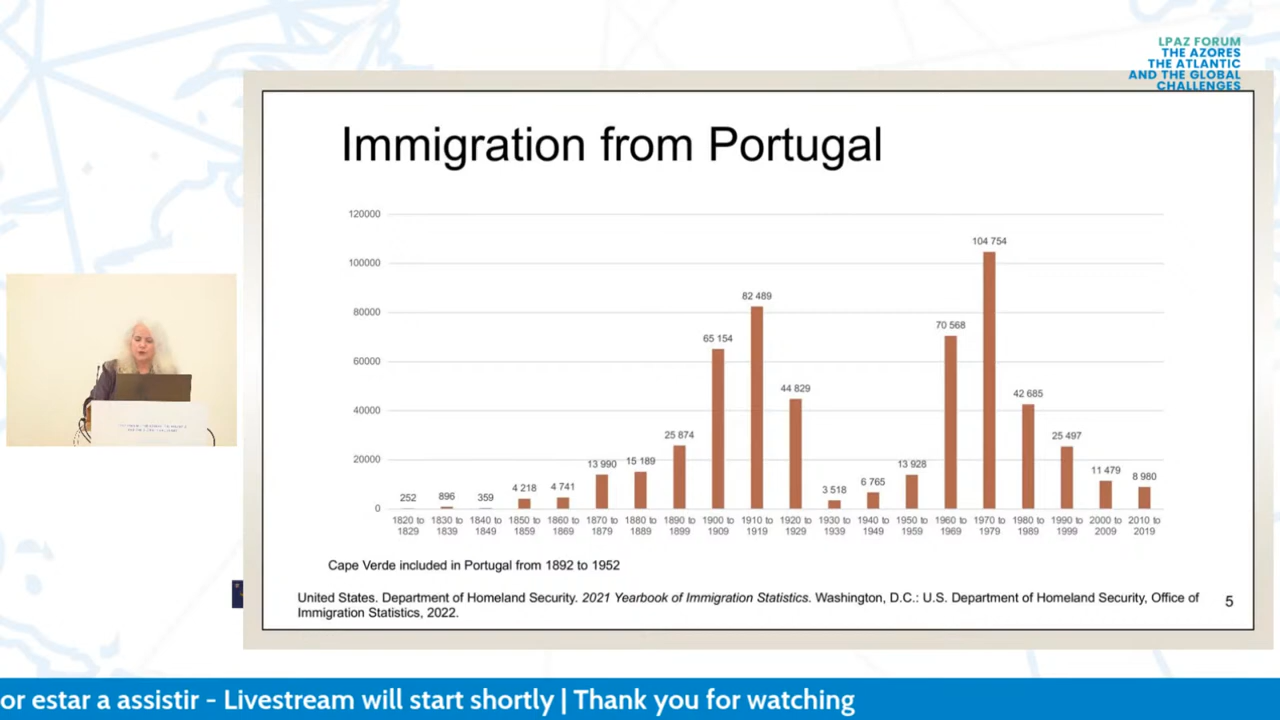 LPAZ FORUM
THE AZORES
THE ATLANTIC
AND THE GLOBAL
CHALLENGES
Immigration from Portugal
120000
100000
80000
60000
40000
20000
0
252
896
359
4 218
4 741
13 990
15 189
25 874
65 154
82 489
44 829
3 518
6 765
13 928
70 568
104 754
42 685
25 497
11 479
8 980
1820 to 1830 to 1840 to 1850 to 1860 to 1870 to 1880 to 1890 to 1900 to 1910 to 1920 to 1930 to 1940 to 1950 to 1960 to 1970 to 1980 to 1990 to 2000 to 2010 to
1829 1839 1849 1859 1869 1879 1889 1899 1909 1919 1929 1939 1949 1959 1969 1979 1989 1999 2009 2019
Cape Verde included in Portugal from 1892 to 1952
United States. Department of Homeland Security. 2021 Yearbook of Immigration Statistics. Washington, D.C.: U.S. Department of Homeland Security, Office of
Immigration Statistics, 2022.
5
or estar a assistir - Livestream will start shortly | Thank you for watching